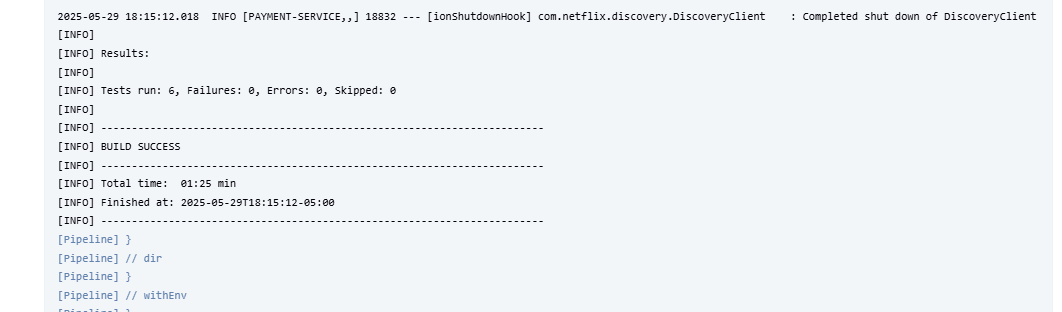 2025-05-29 18:15:12.018  INFO [PAYMENT-SERVICE,,] 18832 --- [ionShutdownHook] com.netflix.discovery.DiscoveryClient    : Completed shut down of DiscoveryClient
[INFO]
[INFO] Results:
[INFO]
[INFO] Tests run: 6, Failures: 0, Errors: 0, Skipped: 0
[INFO]
[INFO] ------------------------------------------------------------------------
[INFO] BUILD SUCCESS
[INFO] ------------------------------------------------------------------------
[INFO] Total time:  01:25 min
[INFO] Finished at: 2025-05-29T18:15:12-05:00
[INFO] ------------------------------------------------------------------------
[Pipeline] }
[Pipeline] // dir
[Pipeline] }
[Pipeline] // withEnv
[Pipeline] }